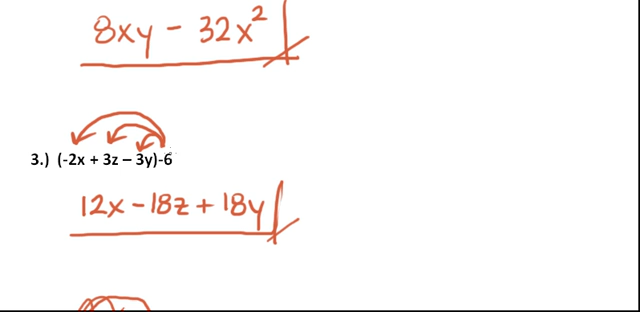 8xy - 32x²
3.) (-2x + 3z – 3y)-6
12x - 18z + 18y